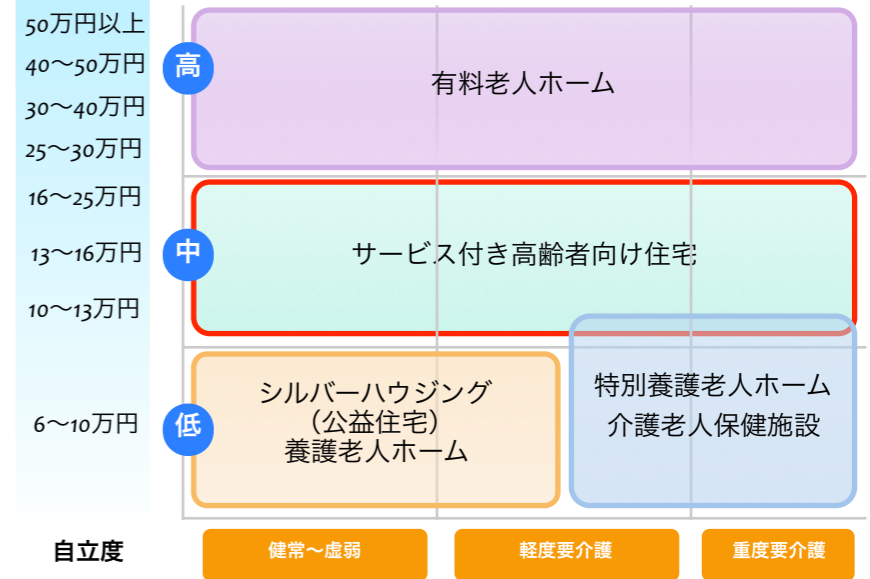 50万円以上
40〜50万円
30〜40万円
25〜30万円
16〜25万円
13〜16万円
10〜13万円
6〜10万円
高
有料老人ホーム
中
サービス付き高齢者向け住宅
低
シルバーハウジング
（公益住宅）
養護老人ホーム
特別養護老人ホーム
介護老人保健施設
自立度
健常〜虚弱
軽度要介護
重度要介護